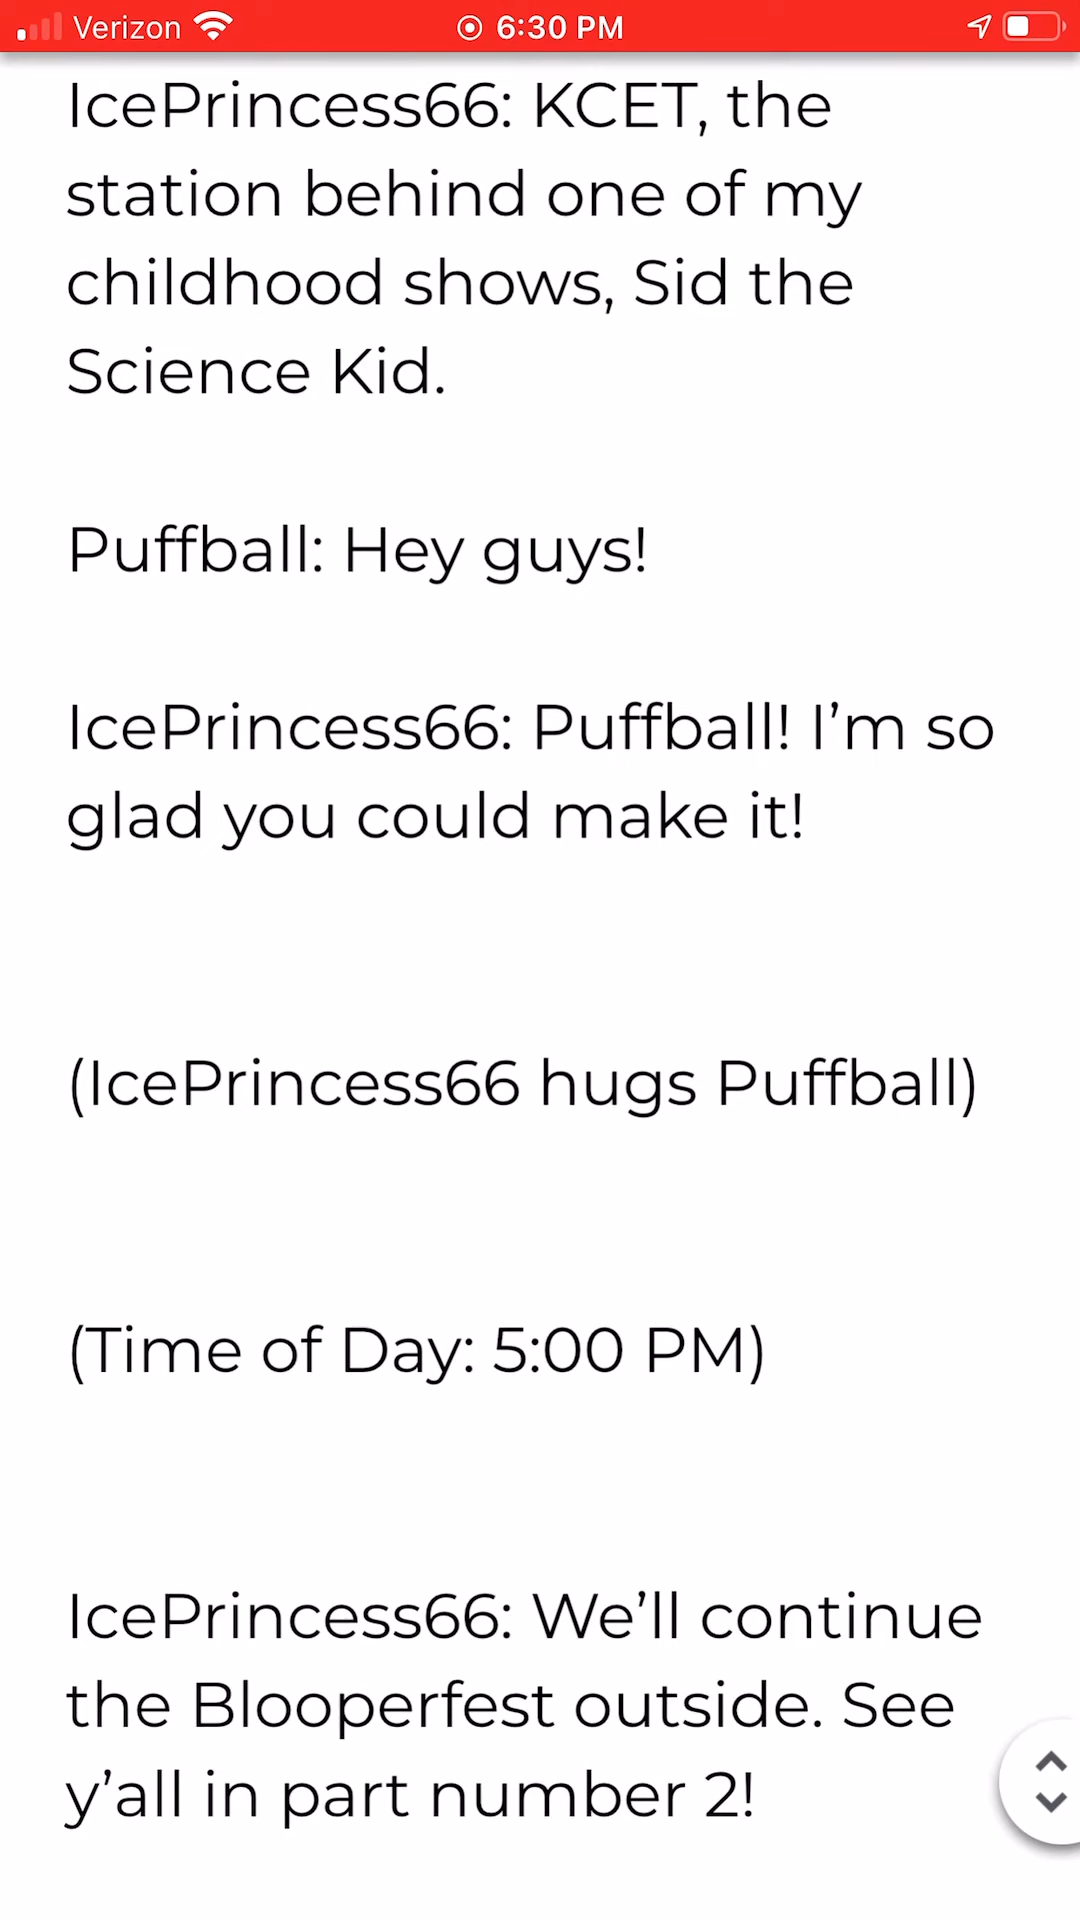 Verizon 6:30 PM
IcePrincess66: KCET, the
station behind one of my
childhood shows, Sid the
Science Kid.
Puffball: Hey guys!
IcePrincess66: Puffball! I’m so
glad you could make it!
(IcePrincess66 hugs Puffball)
(Time of Day: 5:00 PM)
IcePrincess66: We’ll continue
the Blooperfest outside. See
y’all in part number 2!